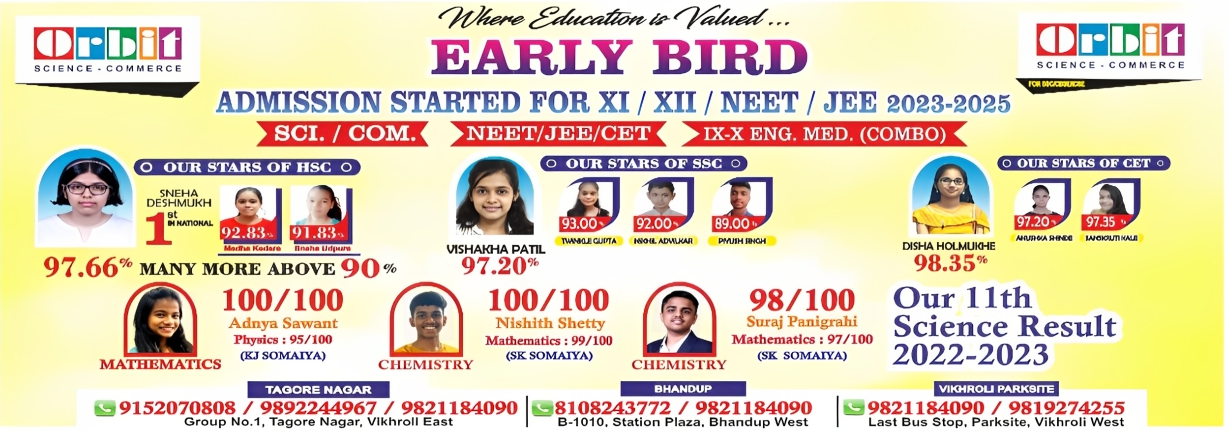 Where Education is Valued ...
Orbit
SCIENCE - COMMERCE
EARLY BIRD
Orbit
SCIENCE - COMMERCE
ADMISSION STARTED FOR XI / XII / NEET / JEE 2023-2025
SCI. / COM.
NEET/JEE/CET
IX-X ENG. MED. (COMBO)
OUR STARS OF HSC
SNEHA
DESHMUKH
1st
IN NATIONAL
92.83%
91.83%
97.66% MANY MORE ABOVE 90%
OUR STARS OF SSC
93.00%
92.00%
89.00%
TWINKLE GUPTA
PIYUSH SINGH
VISHAKHA PATIL
97.20%
OUR STARS OF CET
97.20%
97.35%
ANUSHKA SHINDE
DISHA HOLMUKHE
98.35%
100/100
Adnya Sawant
Physics : 95/100
(KJ SOMAIYA)
MATHEMATICS
100/100
Nishith Shetty
Mathematics : 99/100
(SK SOMAIYA)
CHEMISTRY
98/100
Suraj Panigrahi
Mathematics : 97/100
(SK SOMAIYA)
CHEMISTRY
Our 11th
Science Result
2022-2023
TAGORE NAGAR
9152070808 / 9892244967 / 9821184090
Group No.1, Tagore Nagar, Vikhroli East
BHANDUP
8108243772 / 9821184090
B-1010, Station Plaza, Bhandup West
VIKHROLI PARKSITE
9821184090 / 9819274255
Last Bus Stop, Parksite, Vikhroli West